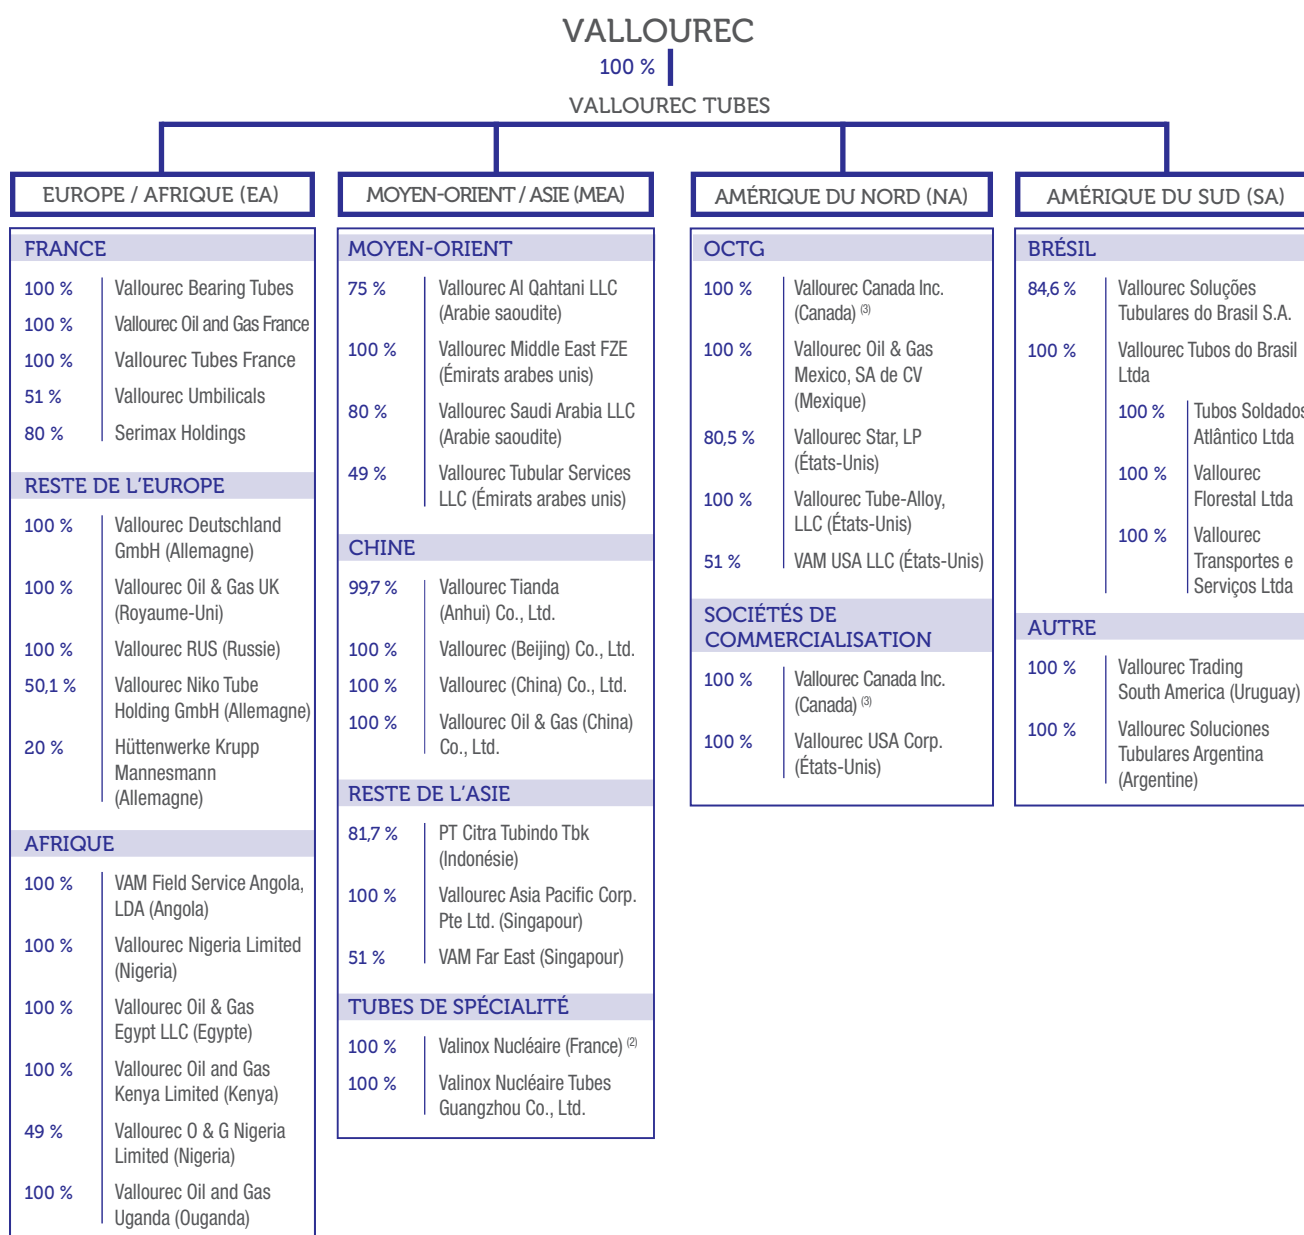 VALLOUREC
100 %
VALLOUREC TUBES
EUROPE / AFRIQUE (EA)
FRANCE
100 % Vallourec Bearing Tubes
100 % Vallourec Oil and Gas France
100 % Vallourec Tubes France
51 % Vallourec Umbilicals
80 % Serimax Holdings
RESTE DE L'EUROPE
100 % Vallourec Deutschland
GmbH (Allemagne)
100 % Vallourec Oil & Gas UK
(Royaume-Uni)
100 % Vallourec RUS (Russie)
50,1 % Vallourec Niko Tube
Holding GmbH (Allemagne)
20 % Hüttenwerke Krupp
Mannesmann
(Allemagne)
AFRIQUE
100 % VAM Field Service Angola,
LDA (Angola)
100 % Vallourec Nigeria Limited
(Nigeria)
100 % Vallourec Oil & Gas
Egypt LLC (Egypte)
100 % Vallourec Oil and Gas
Kenya Limited (Kenya)
49 % Vallourec O & G Nigeria
Limited (Nigeria)
100 % Vallourec Oil and Gas
Uganda (Ouganda)
MOYEN-ORIENT / ASIE (MEA)
MOYEN-ORIENT
75 % Vallourec Al Qahtani LLC
(Arabie saoudite)
100 % Vallourec Middle East FZE
(Émirats arabes unis)
80 % Vallourec Saudi Arabia LLC
(Arabie saoudite)
49 % Vallourec Tubular Services
LLC (Émirats arabes unis)
CHINE
99,7 % Vallourec Tianda
(Anhui) Co., Ltd.
100 % Vallourec (Beijing) Co., Ltd.
100 % Vallourec (China) Co., Ltd.
100 % Vallourec Oil & Gas (China)
Co., Ltd.
RESTE DE L'ASIE
81,7 % PT Citra Tubindo Tbk
(Indonésie)
100 % Vallourec Asia Pacific Corp.
Pte Ltd. (Singapour)
51 % VAM Far East (Singapour)
TUBES DE SPÉCIALITÉ
100 % Valinox Nucléaire (France) (2)
100 % Valinox Nucléaire Tubes
Guangzhou Co., Ltd.
AMÉRIQUE DU NORD (NA)
OCTG
100 % Vallourec Canada Inc.
(Canada) (3)
100 % Vallourec Oil & Gas
Mexico, SA de CV
(Mexique)
80,5 % Vallourec Star, LP
(États-Unis)
100 % Vallourec Tube-Alloy,
LLC (États-Unis)
51 % VAM USA LLC (États-Unis)
SOCIÉTÉS DE
COMMERCIALISATION
100 % Vallourec Canada Inc.
(Canada) (3)
100 % Vallourec USA Corp.
(États-Unis)
AMÉRIQUE DU SUD (SA)
BRÉSIL
84,6 % Vallourec Soluções
Tubulares do Brasil S.A.
100 % Vallourec Tubos do Brasil
Ltda
100 % Tubos Soldados
Atlântico Ltda
100 % Vallourec
Florestal Ltda
100 % Vallourec
Transportes e
Serviços Ltda
AUTRE
100 % Vallourec Trading
South America (Uruguay)
100 % Vallourec Soluciones
Tubulares Argentina
(Argentine)